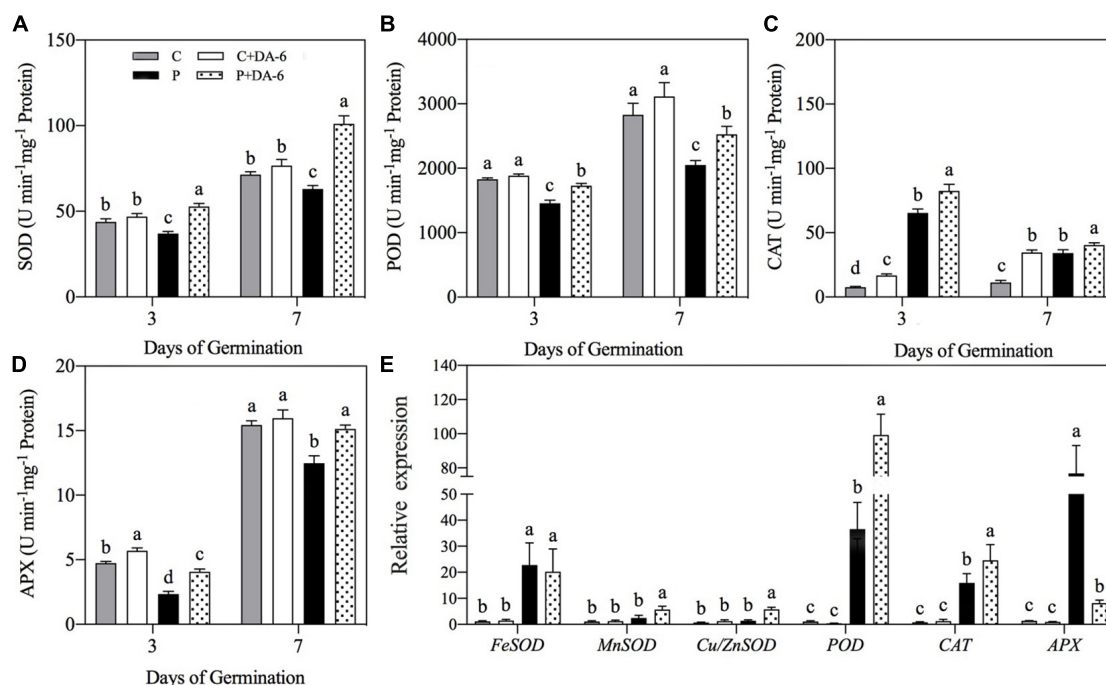 A
SOD (U min⁻¹mg⁻¹ Protein)
150
100
50
0
C
C+DA-6
P
P+DA-6
b b c a
b b c a
3 7
Days of Germination
B
POD (U min⁻¹mg⁻¹ Protein)
4000
3000
2000
1000
0
a a c b
a a c b
3 7
Days of Germination
C
CAT (U min⁻¹mg⁻¹ Protein)
200
150
100
50
0
d c b a
c b b a
3 7
Days of Germination
D
APX (U min⁻¹mg⁻¹ Protein)
20
15
10
5
0
b a d c
a a b a
3 7
Days of Germination
E
Relative expression
140
120
100
80
60
50
40
30
20
10
0
b b a a
b b b a
b b b a
c c b a
c c b a
c c a b
FeSOD MnSOD Cu/ZnSOD POD CAT APX